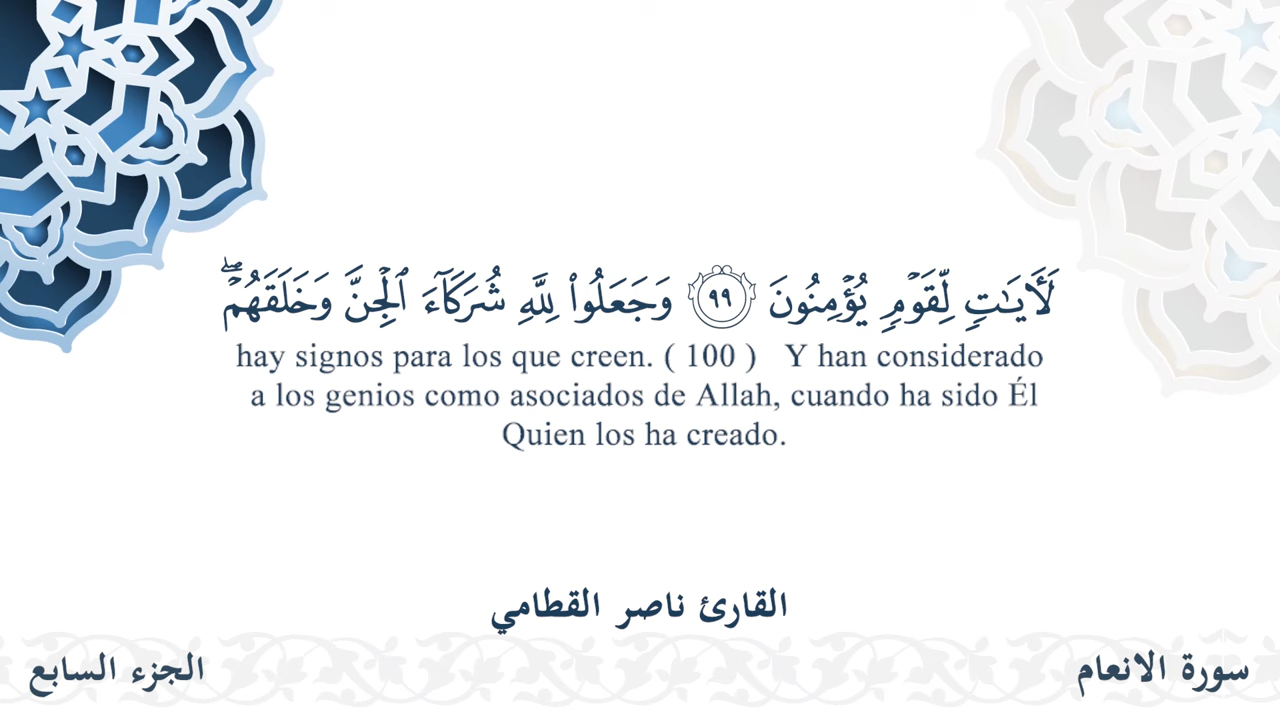 لَـَٔايَـٰتٍ لِّقَوْمٍ يُؤْمِنُونَ ٩٩ وَجَعَلُوا۟ لِلَّهِ شُرَكَآءَ ٱلْجِنَّ وَخَلَقَهُمْ ۖ
hay signos para los que creen. ( 100 ) Y han considerado
a los genios como asociados de Allah, cuando ha sido Él
Quien los ha creado.
القارئ ناصر القطامي
سورة الانعام
الجزء السابع